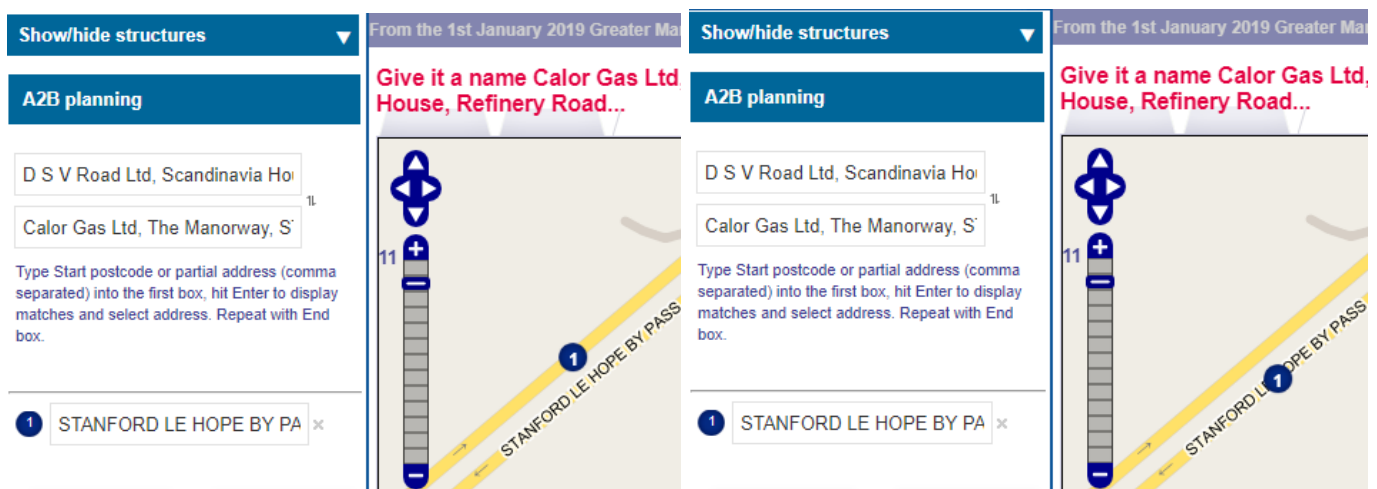 Show/hide structures ▼
From the 1st January 2019 Greater Ma
A2B planning
Give it a name Calor Gas Ltd,
House, Refinery Road...
D S V Road Ltd, Scandinavia Ho
⇅
Calor Gas Ltd, The Manorway, S
Type Start postcode or partial address (comma
separated) into the first box, hit Enter to display
matches and select address. Repeat with End
box.
1 STANFORD LE HOPE BY PA ×
11
+
−
1
STANFORD LE HOPE BY PASS
Show/hide structures ▼
From the 1st January 2019 Greater Ma
A2B planning
Give it a name Calor Gas Ltd,
House, Refinery Road...
D S V Road Ltd, Scandinavia Ho
⇅
Calor Gas Ltd, The Manorway, S
Type Start postcode or partial address (comma
separated) into the first box, hit Enter to display
matches and select address. Repeat with End
box.
1 STANFORD LE HOPE BY PA ×
11
+
−
1
STANFORD LE HOPE BY PASS